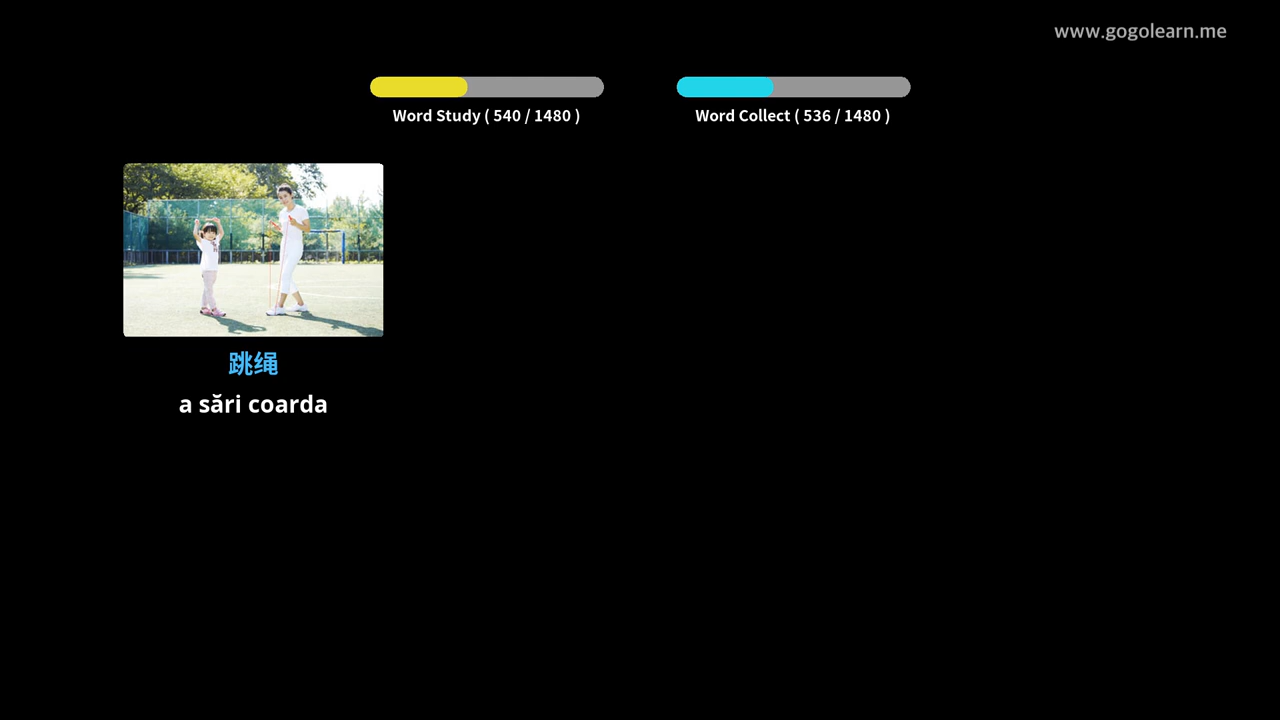 www.gogolearn.me
Word Study ( 540 / 1480 )
Word Collect ( 536 / 1480 )
跳绳
a sări coarda